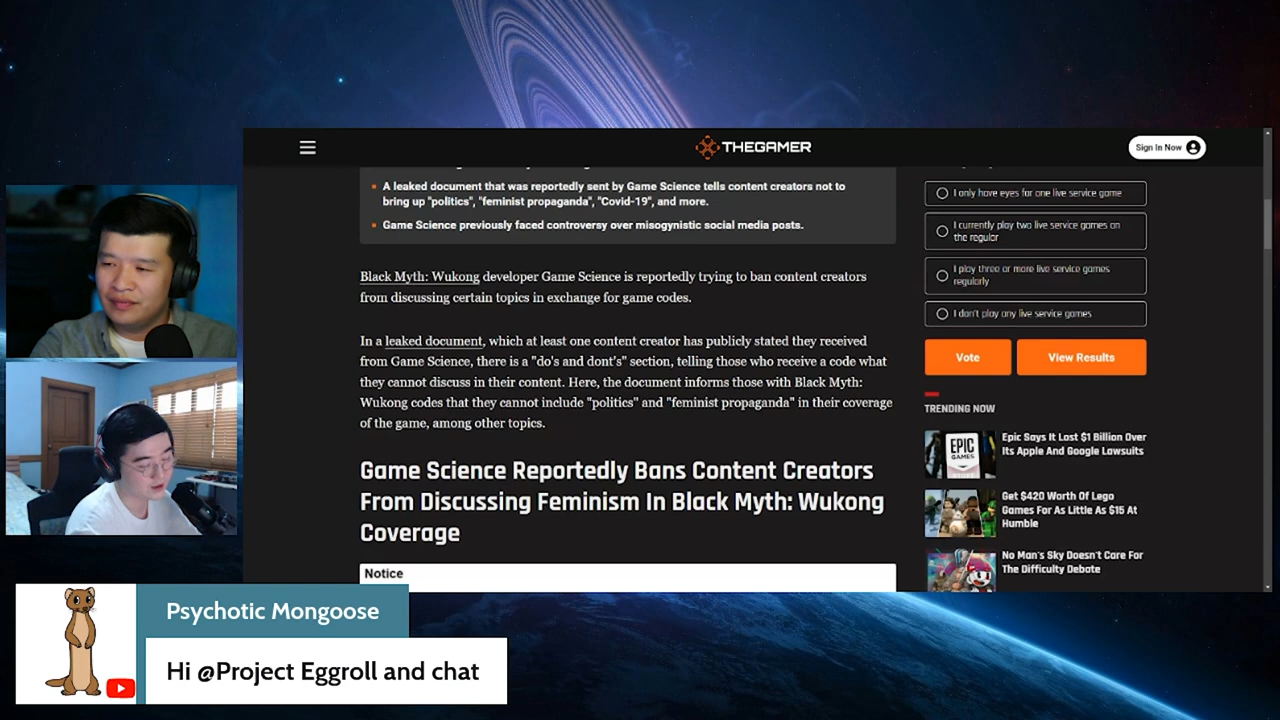 THEGAMER
Sign In Now
A leaked document that was reportedly sent by Game Science tells content creators not to
bring up "politics", "feminist propaganda", "Covid-19", and more.
Game Science previously faced controversy over misogynistic social media posts.
Black Myth: Wukong developer Game Science is reportedly trying to ban content creators
from discussing certain topics in exchange for game codes.
In a leaked document, which at least one content creator has publicly stated they received
from Game Science, there is a "do's and dont's" section, telling those who receive a code what
they cannot discuss in their content. Here, the document informs those with Black Myth:
Wukong codes that they cannot include "politics" and "feminist propaganda" in their coverage
of the game, among other topics.
Game Science Reportedly Bans Content Creators
From Discussing Feminism In Black Myth: Wukong
Coverage
Notice
I only have eyes for one live service game
I currently play two live service games on
the regular
I play three or more live service games
regularly
I don't play any live service games
Vote
View Results
TRENDING NOW
EPIC
GAMES
Epic Says It Lost $1 Billion Over
Its Apple And Google Lawsuits
Get $420 Worth Of Lego
Games For As Little As $15 At
Humble
No Man's Sky Doesn't Care For
The Difficulty Debate
Psychotic Mongoose
Hi @Project Eggroll and chat